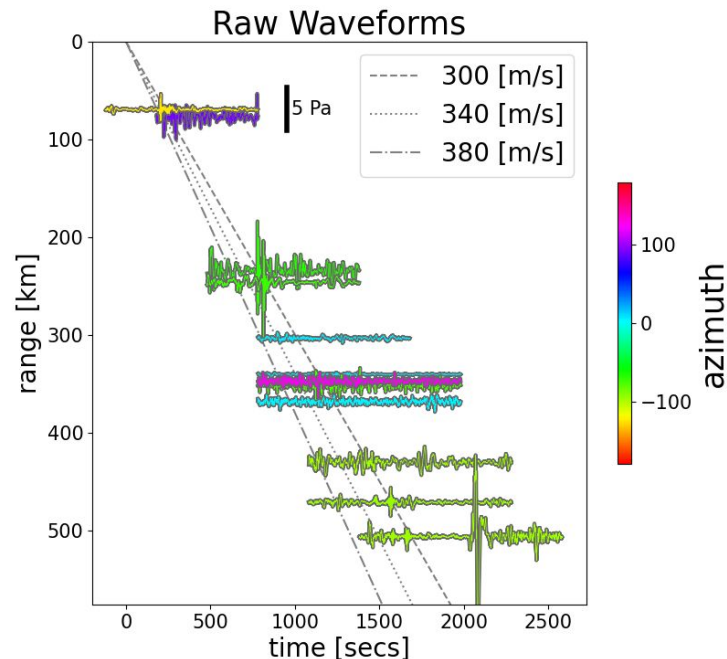 Raw Waveforms
0
100
200
300
400
500
range [km]
5 Pa
300 [m/s]
340 [m/s]
380 [m/s]
0
500
1000
1500
2000
2500
time [secs]
100
0
−100
azimuth